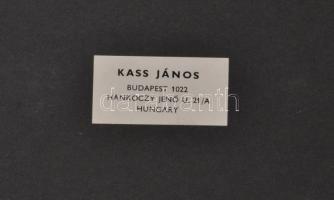 KASS JÁNOS
BUDAPEST 1022
HANKÓCZY JENŐ U. 21/A
HUNGARY